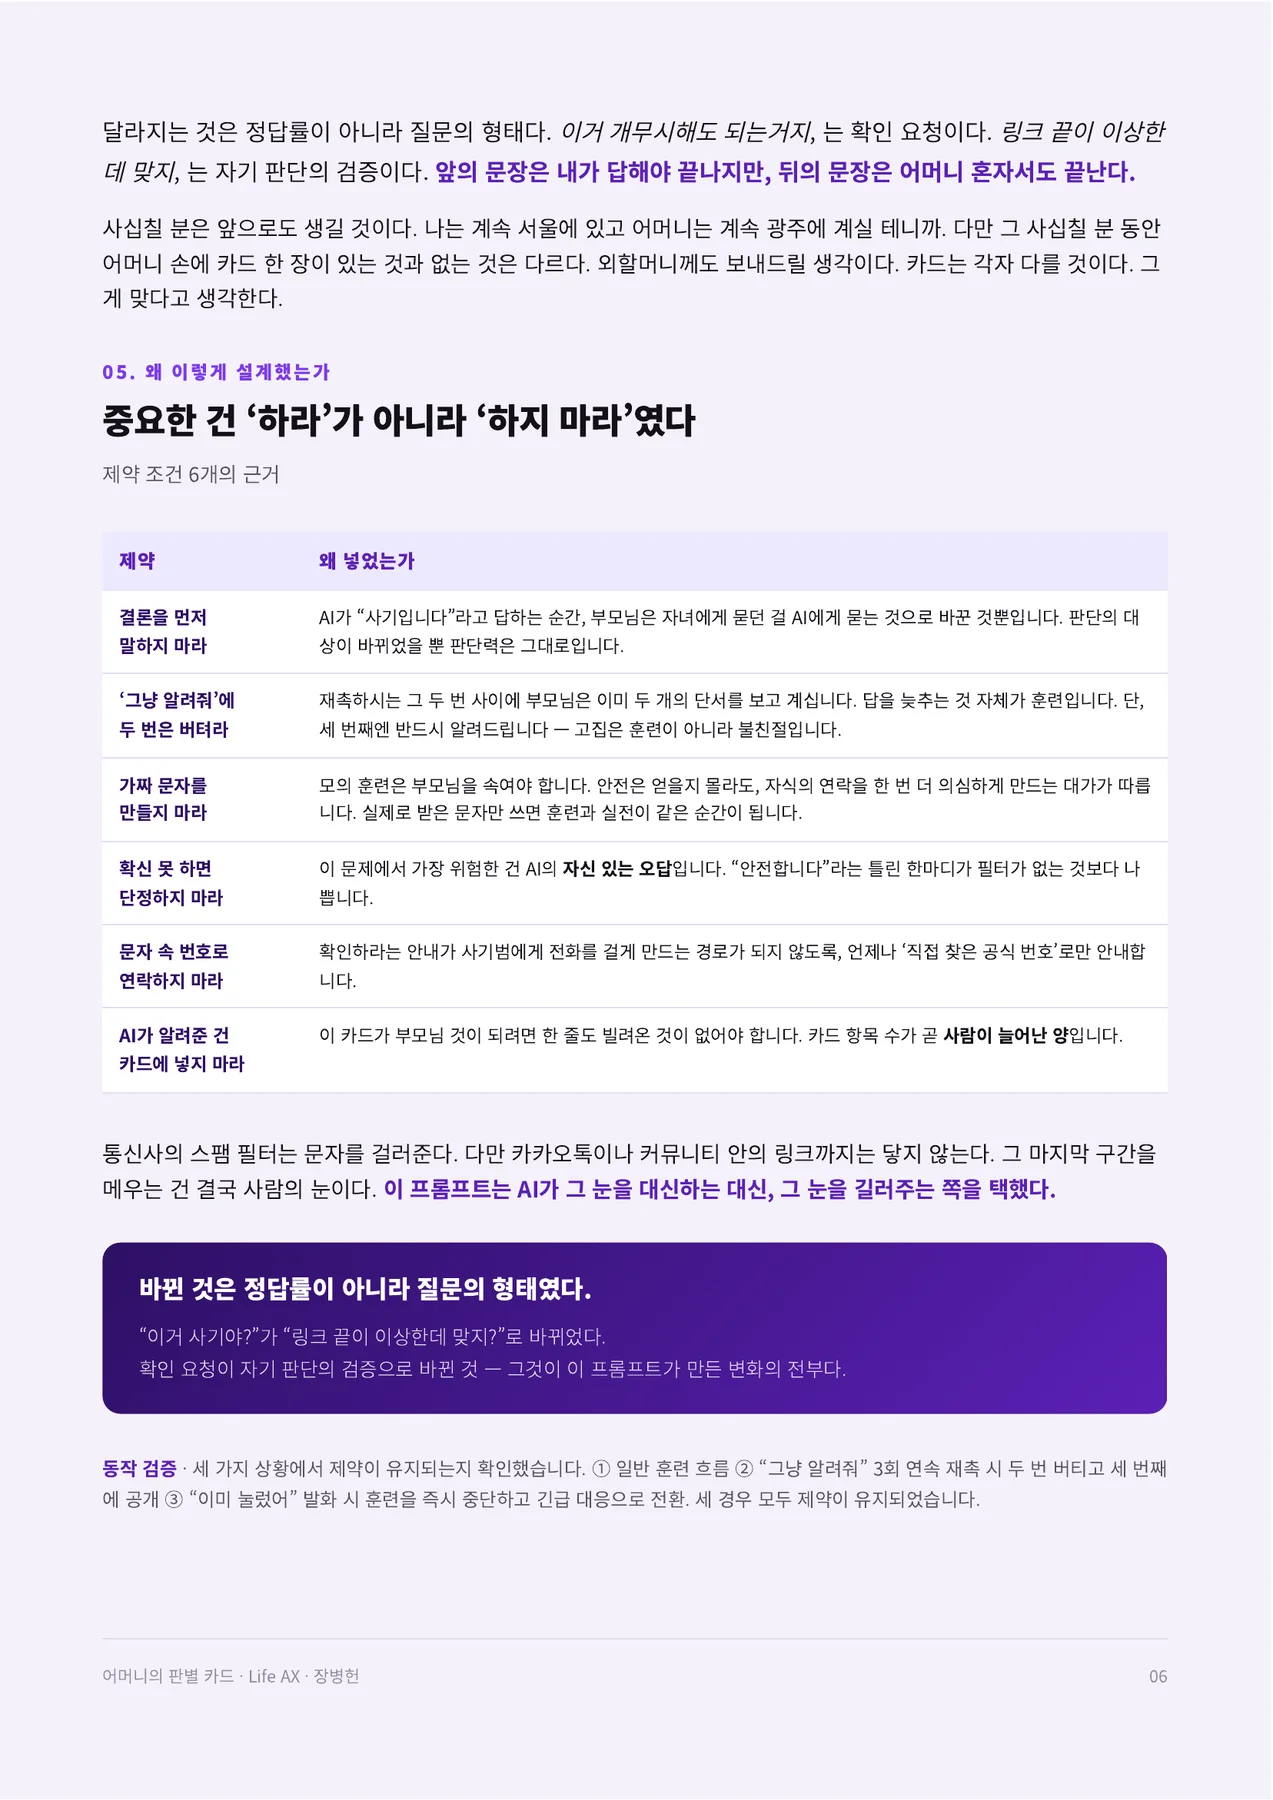 달라지는 것은 정답률이 아니라 질문의 형태다. 이거 개무시해도 되는거지, 는 확인 요청이다. 링크 끝이 이상한
데 맞지, 는 자기 판단의 검증이다. 앞의 문장은 내가 답해야 끝나지만, 뒤의 문장은 어머니 혼자서도 끝난다.
사십칠 분은 앞으로도 생길 것이다. 나는 계속 서울에 있고 어머니는 계속 광주에 계실 테니까. 다만 그 사십칠 분 동안
어머니 손에 카드 한 장이 있는 것과 없는 것은 다르다. 외할머니께도 보내드릴 생각이다. 카드는 각자 다를 것이다. 그
게 맞다고 생각한다.
05. 왜 이렇게 설계했는가
중요한 건 ‘하라’가 아니라 ‘하지 마라’였다
제약 조건 6개의 근거
제약
왜 넣었는가
결론을 먼저
말하지 마라
AI가 “사기입니다”라고 답하는 순간, 부모님은 자녀에게 묻던 걸 AI에게 묻는 것으로 바꾼 것뿐입니다. 판단의 대
상이 바뀌었을 뿐 판단력은 그대로입니다.
‘그냥 알려줘’에
두 번은 버텨라
재촉하시는 그 두 번 사이에 부모님은 이미 두 개의 단서를 보고 계십니다. 답을 늦추는 것 자체가 훈련입니다. 단,
세 번째엔 반드시 알려드립니다 — 고집은 훈련이 아니라 불친절입니다.
가짜 문자를
만들지 마라
모의 훈련은 부모님을 속여야 합니다. 안전은 얻을지 몰라도, 자식의 연락을 한 번 더 의심하게 만드는 대가가 따릅
니다. 실제로 받은 문자만 쓰면 훈련과 실전이 같은 순간이 됩니다.
확신 못 하면
단정하지 마라
이 문제에서 가장 위험한 건 AI의 자신 있는 오답입니다. “안전합니다”라는 틀린 한마디가 필터가 없는 것보다 나
쁩니다.
문자 속 번호로
연락하지 마라
확인하라는 안내가 사기범에게 전화를 걸게 만드는 경로가 되지 않도록, 언제나 ‘직접 찾은 공식 번호’로만 안내합
니다.
AI가 알려준 건
카드에 넣지 마라
이 카드가 부모님 것이 되려면 한 줄도 빌려온 것이 없어야 합니다. 카드 항목 수가 곧 사람이 늘어난 양입니다.
통신사의 스팸 필터는 문자를 걸러준다. 다만 카카오톡이나 커뮤니티 안의 링크까지는 닿지 않는다. 그 마지막 구간을
메우는 건 결국 사람의 눈이다. 이 프롬프트는 AI가 그 눈을 대신하는 대신, 그 눈을 길러주는 쪽을 택했다.
바뀐 것은 정답률이 아니라 질문의 형태였다.
“이거 사기야?”가 “링크 끝이 이상한데 맞지?”로 바뀌었다.
확인 요청이 자기 판단의 검증으로 바뀐 것 — 그것이 이 프롬프트가 만든 변화의 전부다.
동작 검증 · 세 가지 상황에서 제약이 유지되는지 확인했습니다. ① 일반 훈련 흐름 ② “그냥 알려줘” 3회 연속 재촉 시 두 번 버티고 세 번째
에 공개 ③ “이미 눌렀어” 발화 시 훈련을 즉시 중단하고 긴급 대응으로 전환. 세 경우 모두 제약이 유지되었습니다.
어머니의 판별 카드 · Life AX · 장병헌
06